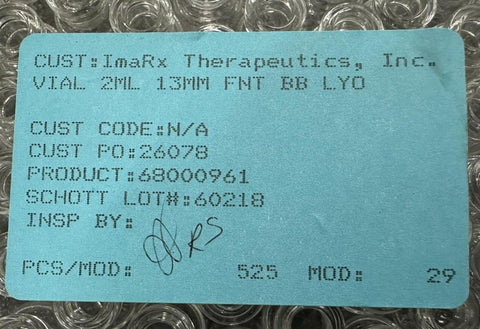 CUST:ImaRx Therapeutics, Inc.
VIAL 2ML 13MM FNT BB LYO
CUST CODE:N/A
CUST PO:26078
PRODUCT:68000961
SCHOTT LOT#:60218
INSP BY:
RS
PCS/MOD: 525 MOD: 29